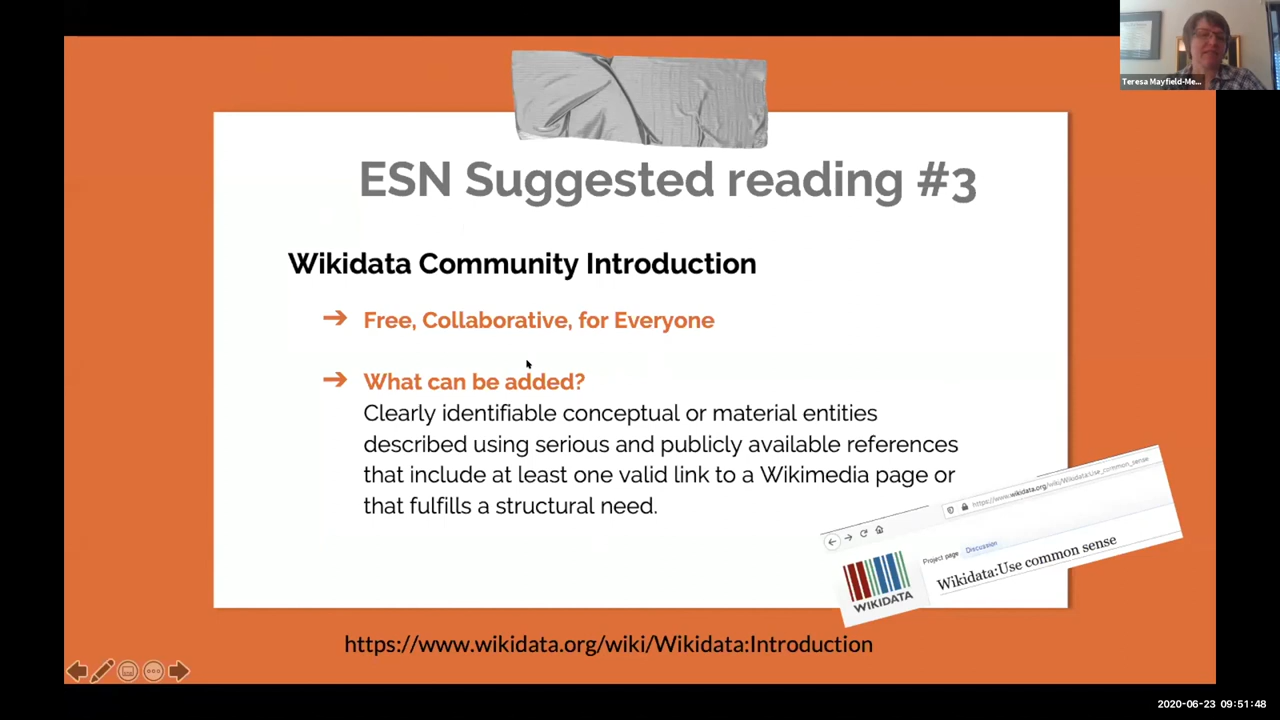 Teresa Mayfield-Me...
ESN Suggested reading #3
Wikidata Community Introduction
➔ Free, Collaborative, for Everyone
➔ What can be added?
Clearly identifiable conceptual or material entities
described using serious and publicly available references
that include at least one valid link to a Wikimedia page or
that fulfills a structural need.
https://www.wikidata.org/wiki/Wikidata:Use_common_sense
Project page Discussion
Wikidata:Use common sense
WIKIDATA
https://www.wikidata.org/wiki/Wikidata:Introduction
2020-06-23 09:51:48